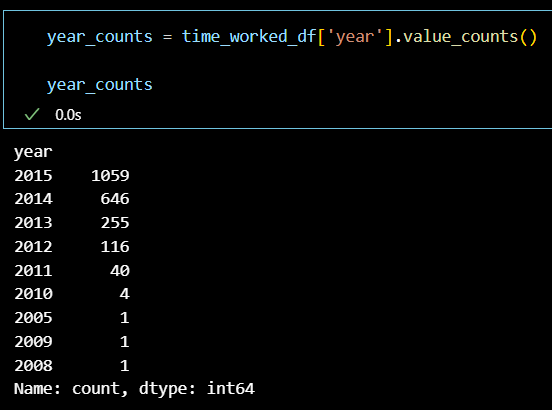 year_counts = time_worked_df['year'].value_counts()
year_counts
0.0s
year
2015    1059
2014     646
2013     255
2012     116
2011      40
2010       4
2005       1
2009       1
2008       1
Name: count, dtype: int64